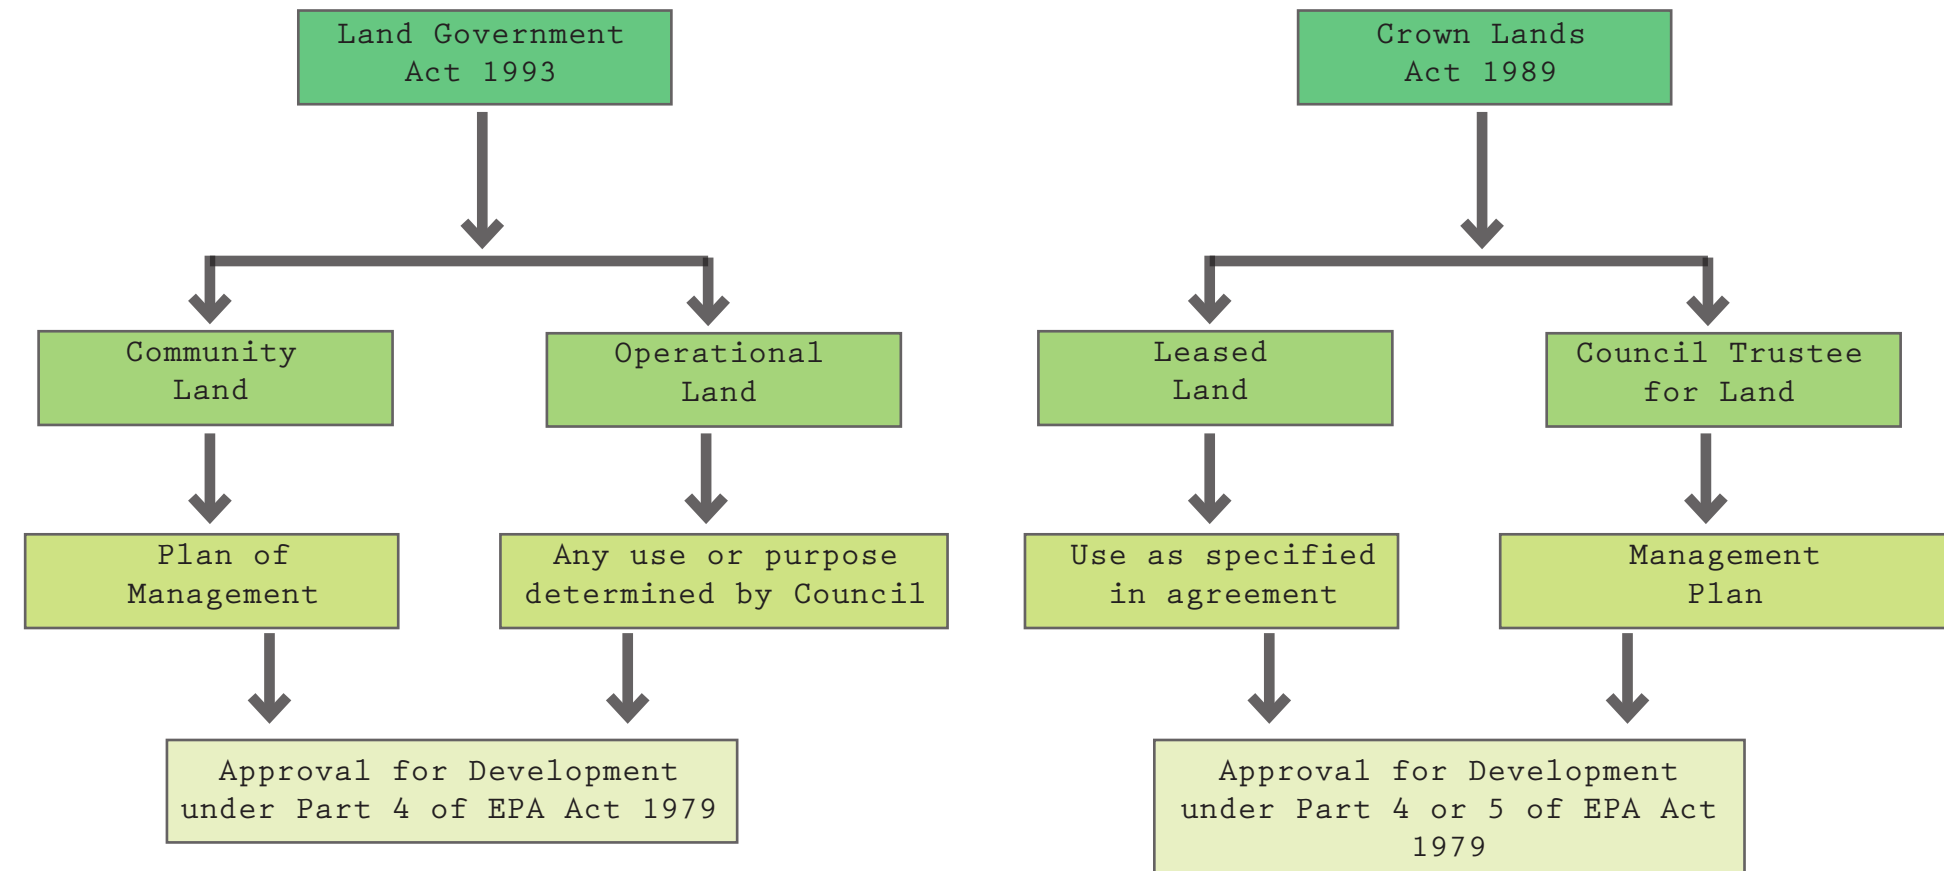 Land Government
Act 1993
Crown Lands
Act 1989
Community
Land
Operational
Land
Leased
Land
Council Trustee
for Land
Plan of
Management
Any use or purpose
determined by Council
Use as specified
in agreement
Management
Plan
Approval for Development
under Part 4 of EPA Act 1979
Approval for Development
under Part 4 or 5 of EPA Act
1979